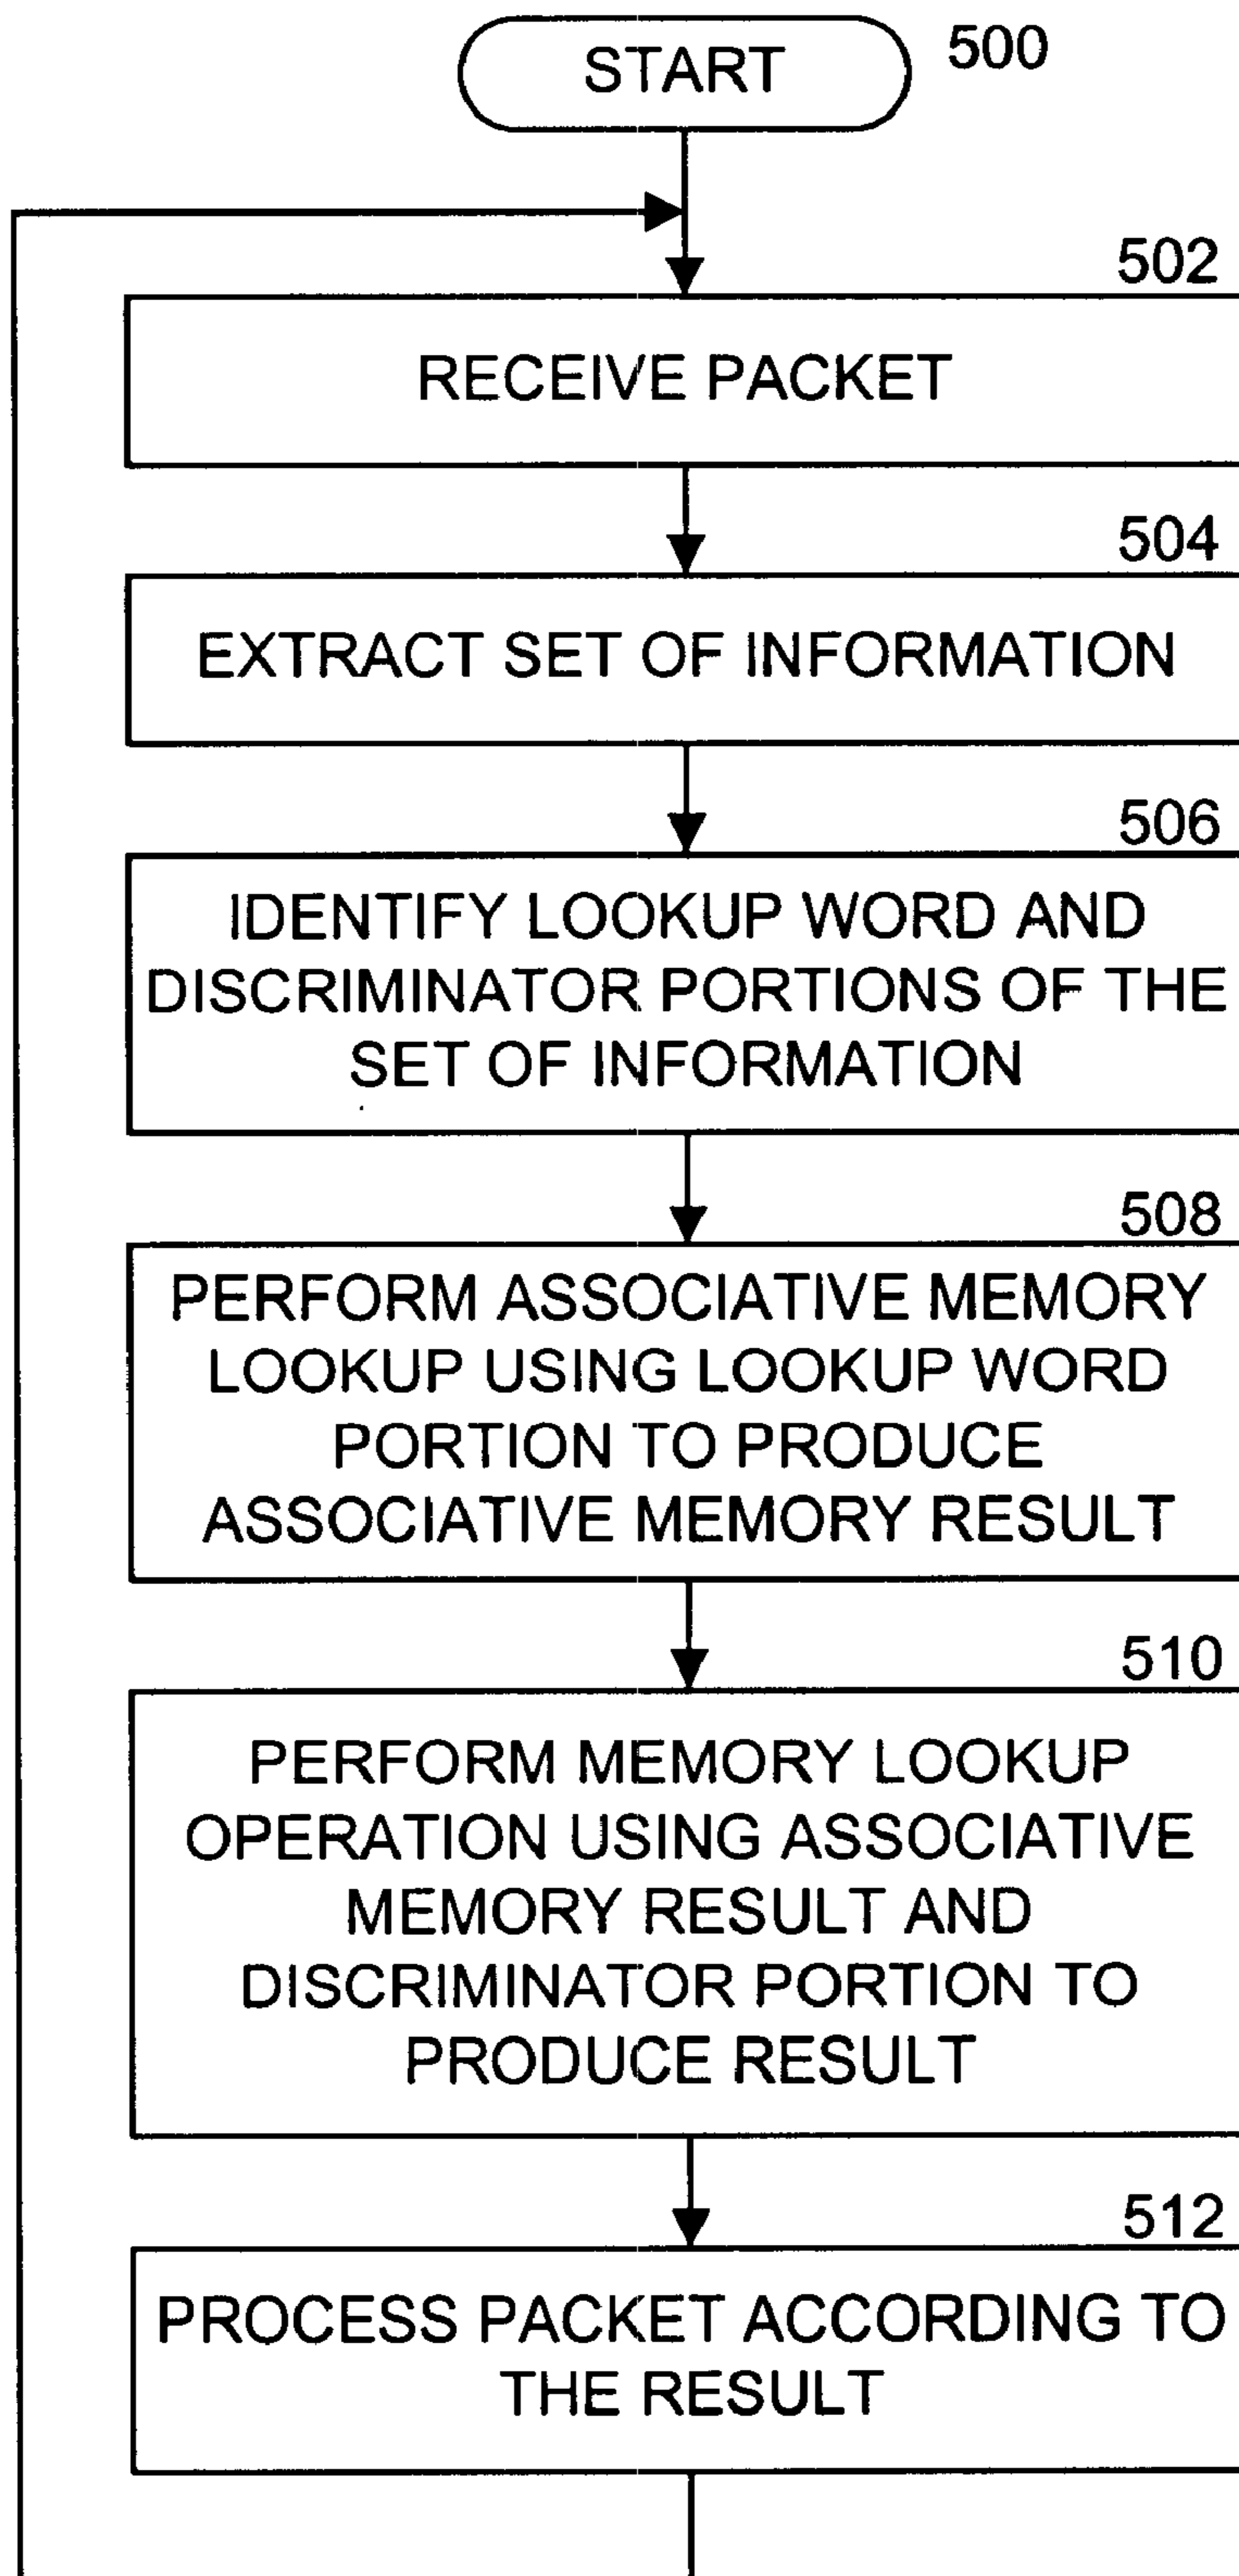 START
500
502
RECEIVE PACKET
504
EXTRACT SET OF INFORMATION
506
IDENTIFY LOOKUP WORD AND
DISCRIMINATOR PORTIONS OF THE
SET OF INFORMATION
508
PERFORM ASSOCIATIVE MEMORY
LOOKUP USING LOOKUP WORD
PORTION TO PRODUCE
ASSOCIATIVE MEMORY RESULT
510
PERFORM MEMORY LOOKUP
OPERATION USING ASSOCIATIVE
MEMORY RESULT AND
DISCRIMINATOR PORTION TO
PRODUCE RESULT
512
PROCESS PACKET ACCORDING TO
THE RESULT